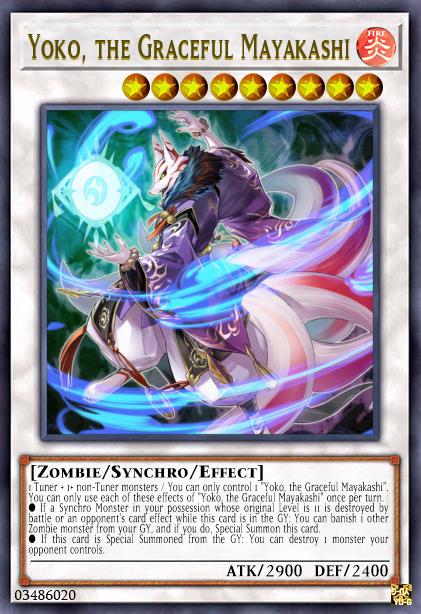 Yoko, the Graceful Mayakashi
FIRE
炎
[Zombie/Synchro/Effect]
1 Tuner + 1+ non-Tuner monsters / You can only control 1 "Yoko, the Graceful Mayakashi".
You can only use each of these effects of "Yoko, the Graceful Mayakashi" once per turn.
● If a Synchro Monster in your possession whose original Level is 11 is destroyed by
battle or an opponent's card effect while this card is in the GY: You can banish 1 other
Zombie monster from your GY, and if you do, Special Summon this card.
● If this card is Special Summoned from the GY: You can destroy 1 monster your
opponent controls.
ATK/2900 DEF/2400
03486020